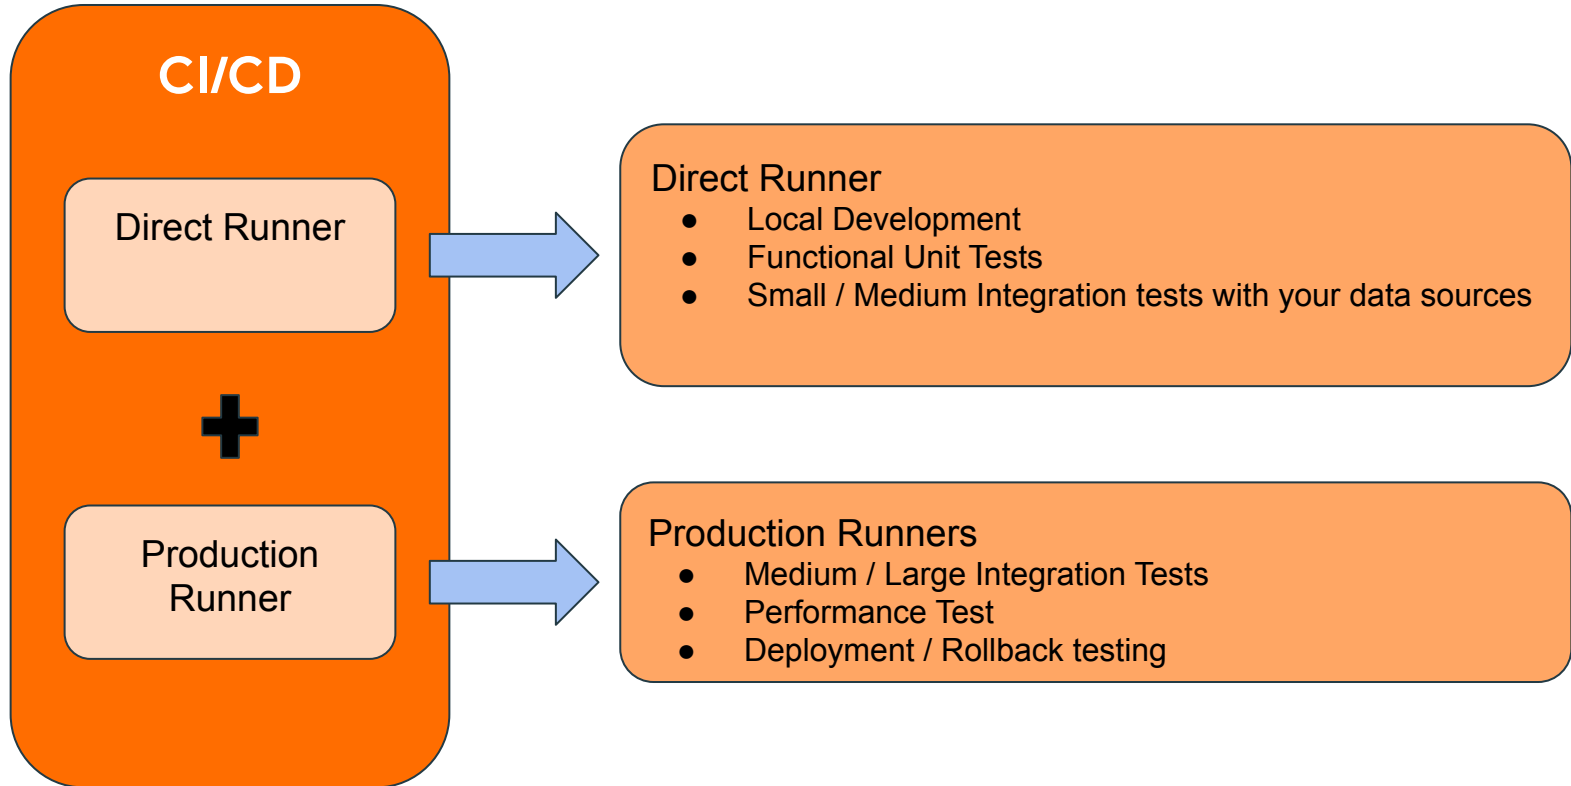 CI/CD
Direct Runner
Production
Runner
Direct Runner
● Local Development
● Functional Unit Tests
● Small / Medium Integration tests with your data sources
Production Runners
● Medium / Large Integration Tests
● Performance Test
● Deployment / Rollback testing